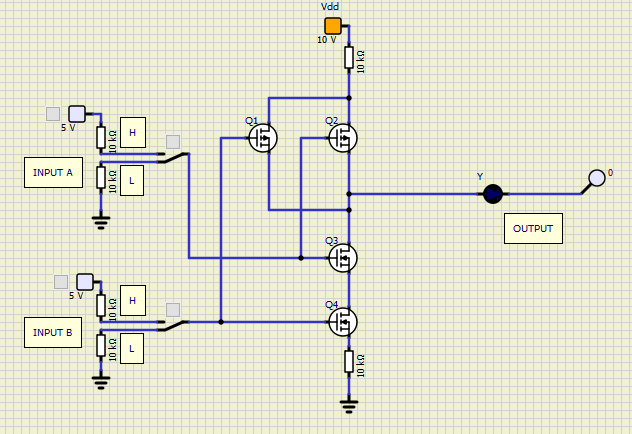 Vdd
10 V
10 kΩ
Q1
Q2
5 V
10 kΩ
H
INPUT A
10 kΩ
L
Y
0
OUTPUT
Q3
5 V
10 kΩ
H
Q4
INPUT B
10 kΩ
L
10 kΩ